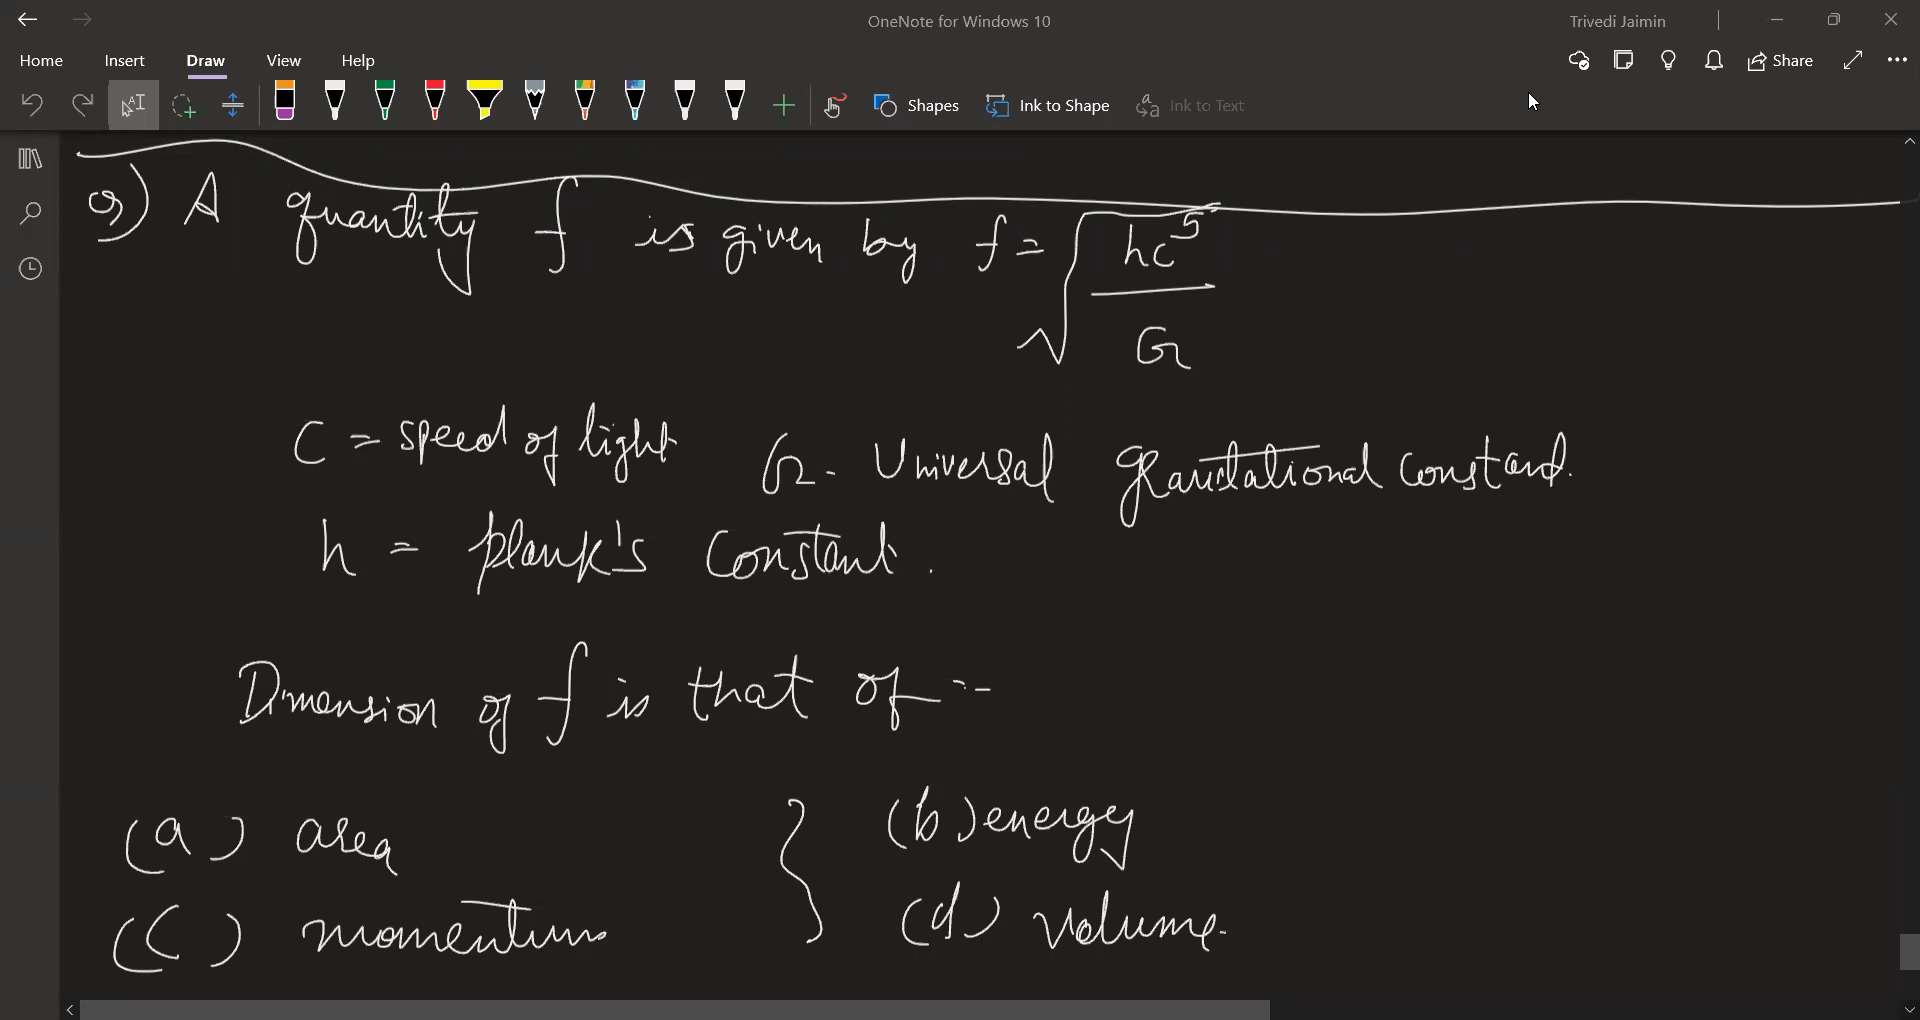 OneNote for Windows 10
Trivedi Jaimin
Home Insert Draw View Help
Share
Shapes Ink to Shape Ink to Text
Q) A quantity f is given by f = √(hc⁵/G)
C = speed of light G - Universal gravitational constant.
h = plank's constant.
Dimension of f is that of :-
(a) area (b) energy
(C) momentum (d) volume.